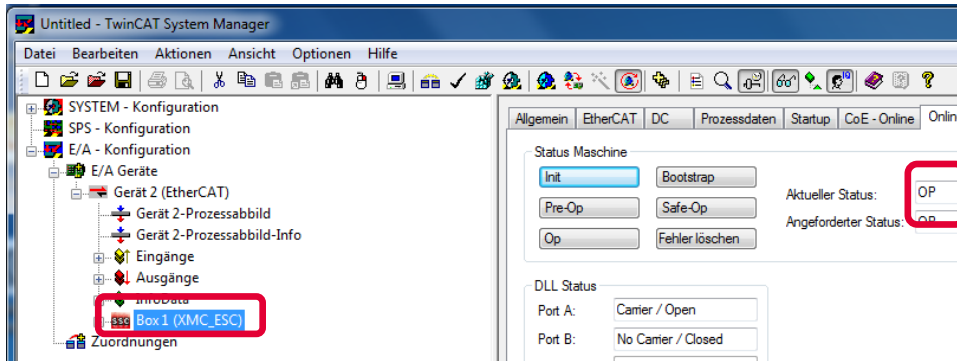 Untitled - TwinCAT System Manager
Datei Bearbeiten Aktionen Ansicht Optionen Hilfe
SYSTEM - Konfiguration
SPS - Konfiguration
E/A - Konfiguration
E/A Geräte
Gerät 2 (EtherCAT)
Gerät 2-Prozessabbild
Gerät 2-Prozessabbild-Info
Eingänge
Ausgänge
InfoData
Box 1 (XMC_ESC)
Zuordnungen
Allgemein EtherCAT DC Prozessdaten Startup CoE - Online Onlin
Status Maschine
Init Bootstrap
Pre-Op Safe-Op
Op Fehler löschen
Aktueller Status: OP
Angeforderter Status: OP
DLL Status
Port A: Carrier / Open
Port B: No Carrier / Closed